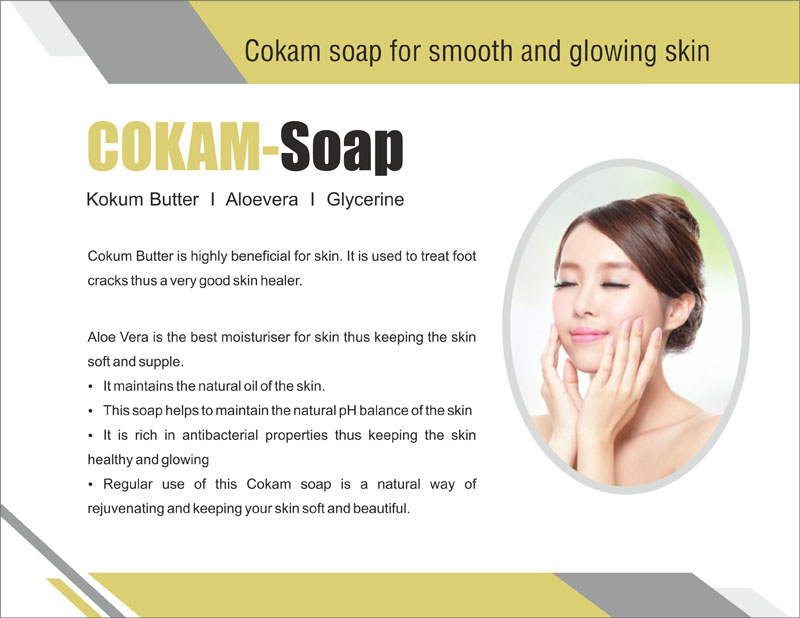 Cokam soap for smooth and glowing skin
COKAM-Soap
Kokum Butter I Aloevera I Glycerine
Cokum Butter is highly beneficial for skin. It is used to treat foot
cracks thus a very good skin healer.
Aloe Vera is the best moisturiser for skin thus keeping the skin
soft and supple.
• It maintains the natural oil of the skin.
• This soap helps to maintain the natural pH balance of the skin
• It is rich in antibacterial properties thus keeping the skin
healthy and glowing
• Regular use of this Cokam soap is a natural way of
rejuvenating and keeping your skin soft and beautiful.